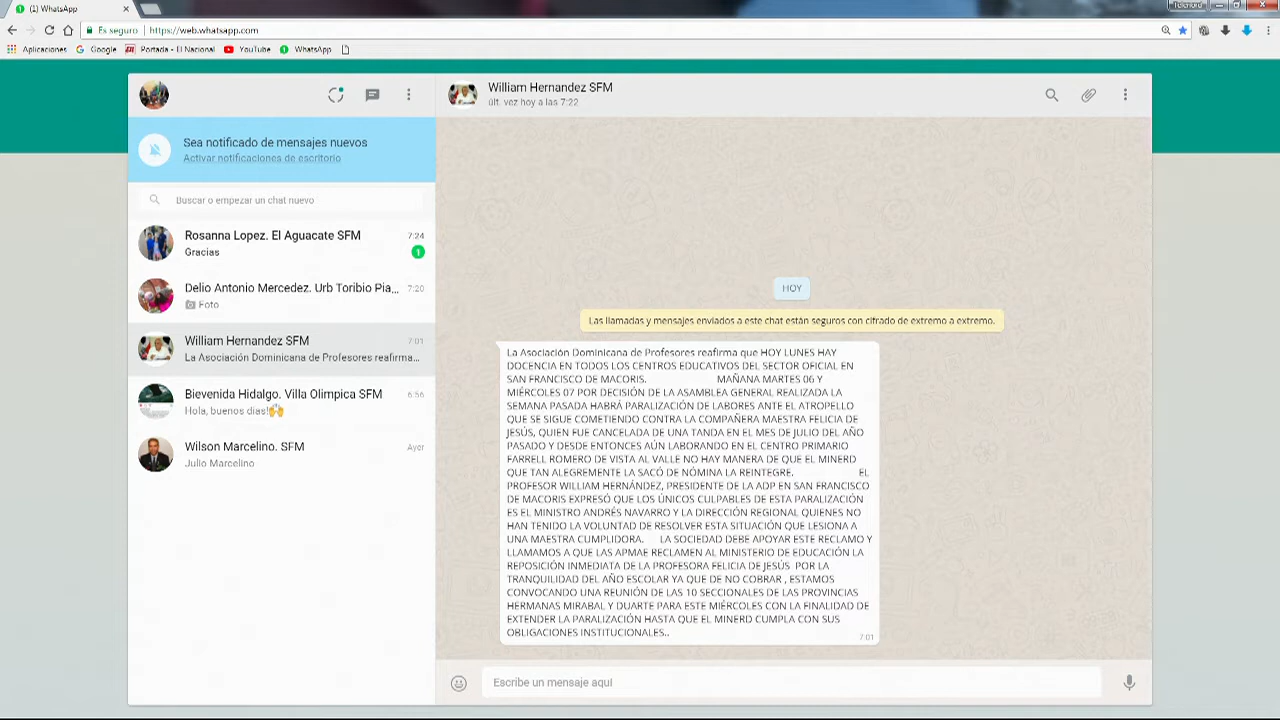 (1) WhatsApp
Telenord
Es seguro
https://web.whatsapp.com
Aplicaciones
Google
Portada - El Nacional
YouTube
WhatsApp
Sea notificado de mensajes nuevos
Activar notificaciones de escritorio
Buscar o empezar un chat nuevo
Rosanna Lopez. El Aguacate SFM
7:24
Gracias
1
Delio Antonio Mercedez. Urb Toribio Pia...
7:20
Foto
William Hernandez SFM
7:01
La Asociación Dominicana de Profesores reafirma...
Bievenida Hidalgo. Villa Olimpica SFM
6:56
Hola, buenos dias!🙌
Wilson Marcelino. SFM
Ayer
Julio Marcelino
William Hernandez SFM
últ. vez hoy a las 7:22
HOY
Las llamadas y mensajes enviados a este chat están seguros con cifrado de extremo a extremo.
La Asociación Dominicana de Profesores reafirma que HOY LUNES HAY
DOCENCIA EN TODOS LOS CENTROS EDUCATIVOS DEL SECTOR OFICIAL EN
SAN FRANCISCO DE MACORIS. MAÑANA MARTES 06 Y
MIÉRCOLES 07 POR DECISIÓN DE LA ASAMBLEA GENERAL REALIZADA LA
SEMANA PASADA HABRÁ PARALIZACIÓN DE LABORES ANTE EL ATROPELLO
QUE SE SIGUE COMETIENDO CONTRA LA COMPAÑERA MAESTRA FELICIA DE
JESÚS, QUIEN FUE CANCELADA DE UNA TANDA EN EL MES DE JULIO DEL AÑO
PASADO Y DESDE ENTONCES AÚN LABORANDO EN EL CENTRO PRIMARIO
FARRELL ROMERO DE VISTA AL VALLE NO HAY MANERA DE QUE EL MINERD
QUE TAN ALEGREMENTE LA SACÓ DE NÓMINA LA REINTEGRE. EL
PROFESOR WILLIAM HERNÁNDEZ, PRESIDENTE DE LA ADP EN SAN FRANCISCO
DE MACORIS EXPRESÓ QUE LOS ÚNICOS CULPABLES DE ESTA PARALIZACIÓN
ES EL MINISTRO ANDRÉS NAVARRO Y LA DIRECCIÓN REGIONAL QUIENES NO
HAN TENIDO LA VOLUNTAD DE RESOLVER ESTA SITUACIÓN QUE LESIONA A
UNA MAESTRA CUMPLIDORA. LA SOCIEDAD DEBE APOYAR ESTE RECLAMO Y
LLAMAMOS A QUE LAS APMAE RECLAMEN AL MINISTERIO DE EDUCACIÓN LA
REPOSICIÓN INMEDIATA DE LA PROFESORA FELICIA DE JESÚS POR LA
TRANQUILIDAD DEL AÑO ESCOLAR YA QUE DE NO COBRAR , ESTAMOS
CONVOCANDO UNA REUNIÓN DE LAS 10 SECCIONALES DE LAS PROVINCIAS
HERMANAS MIRABAL Y DUARTE PARA ESTE MIÉRCOLES CON LA FINALIDAD DE
EXTENDER LA PARALIZACIÓN HASTA QUE EL MINERD CUMPLA CON SUS
OBLIGACIONES INSTITUCIONALES..
7:01
Escribe un mensaje aquí